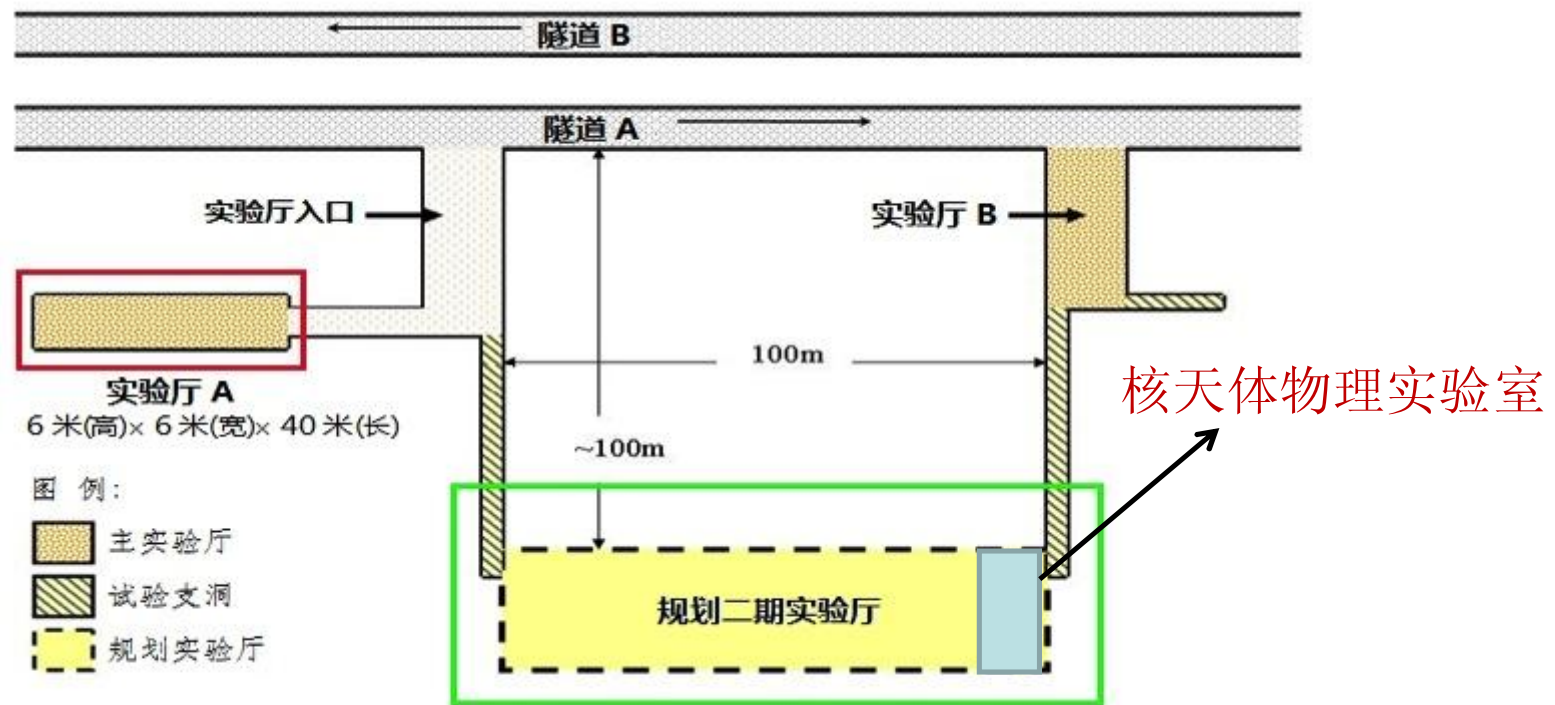 隧道 B
隧道 A
实验厅入口
实验厅 B
100m
核天体物理实验室
实验厅 A
6 米(高)× 6 米(宽)× 40 米(长)
~100m
图 例:
主实验厅
试验支洞
规划二期实验厅
规划实验厅